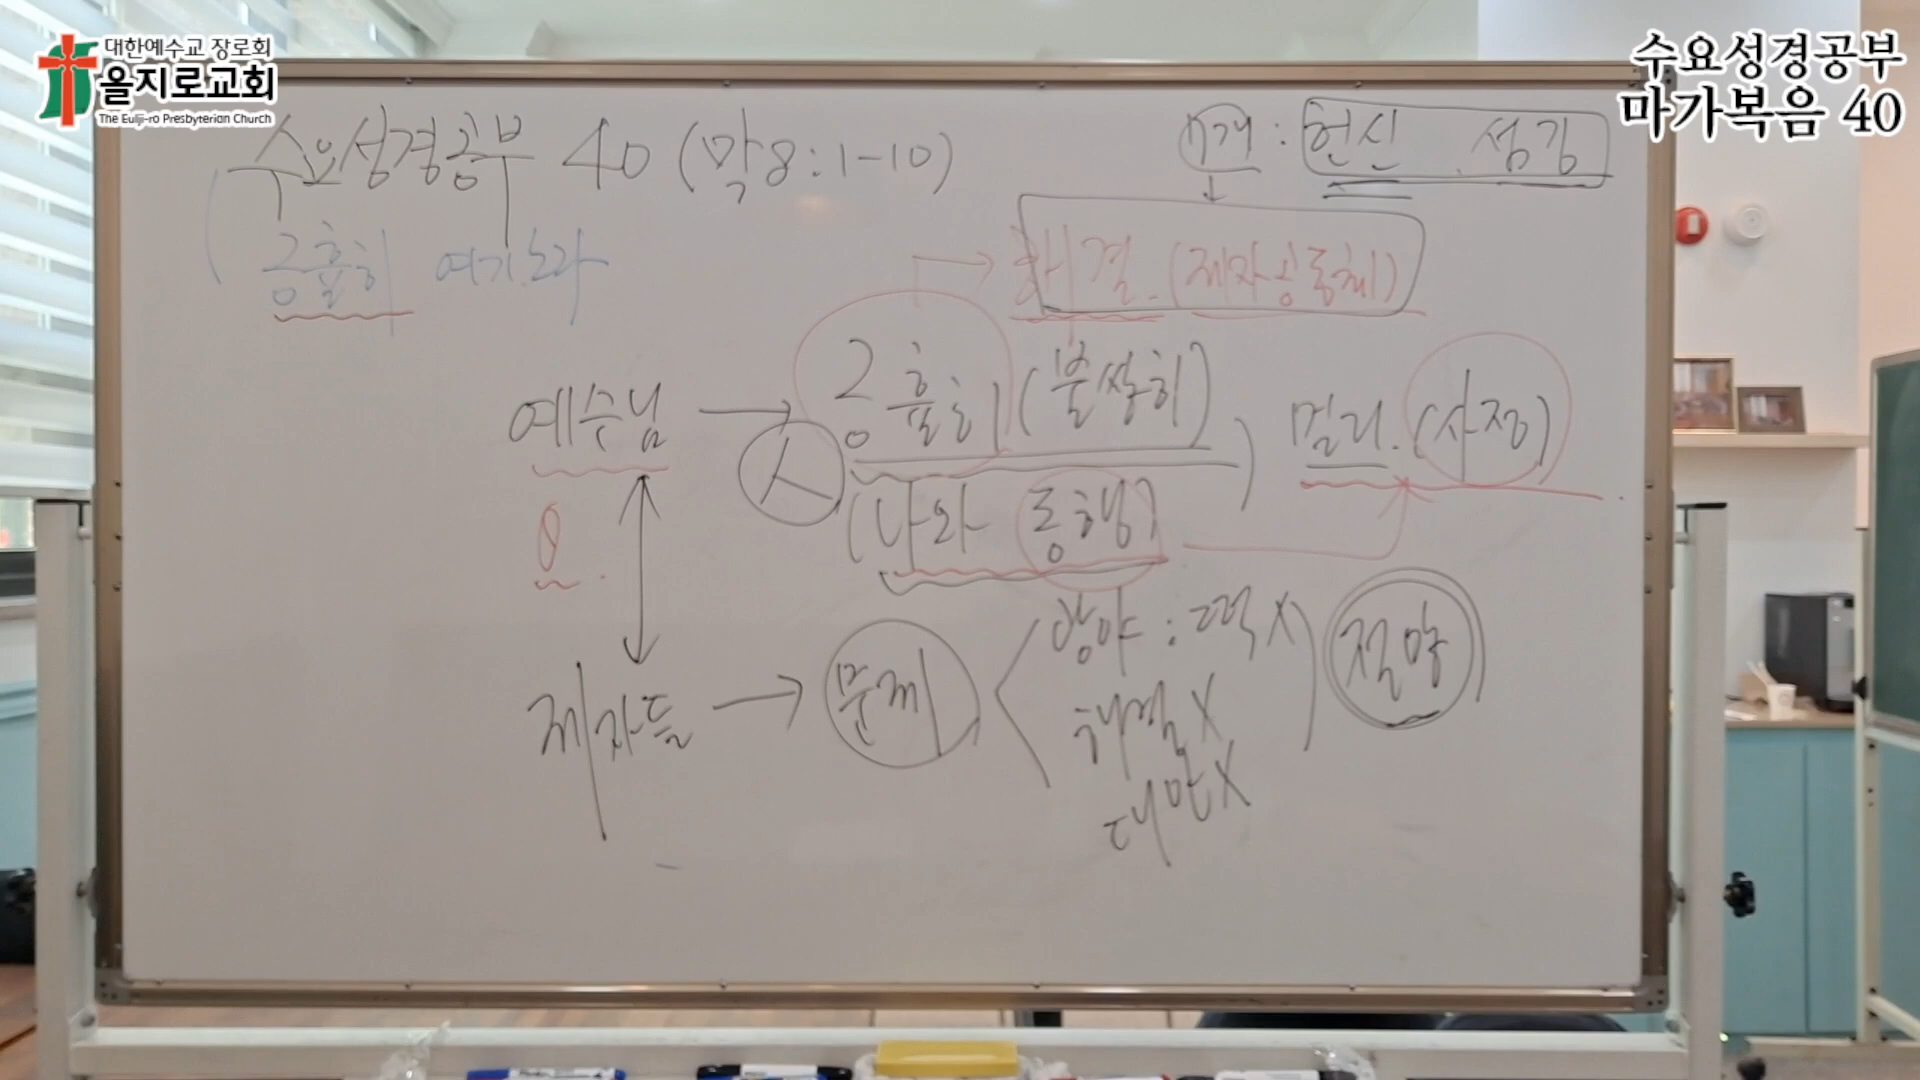 대한예수교 장로회
을지로교회
The Eulji-ro Presbyterian Church
수요성경공부
마가복음 40
수요성경공부 40 (막8:1-10)
7개 : 헌신 섬김
긍휼히 여기노라
해결. (제자공동체)
예수님 → 긍휼히 (불쌍히) 멀리. (사정)
人 (나와 동행)
제자들 → 문제
광야 : 떡X
해결X
대안X
절망